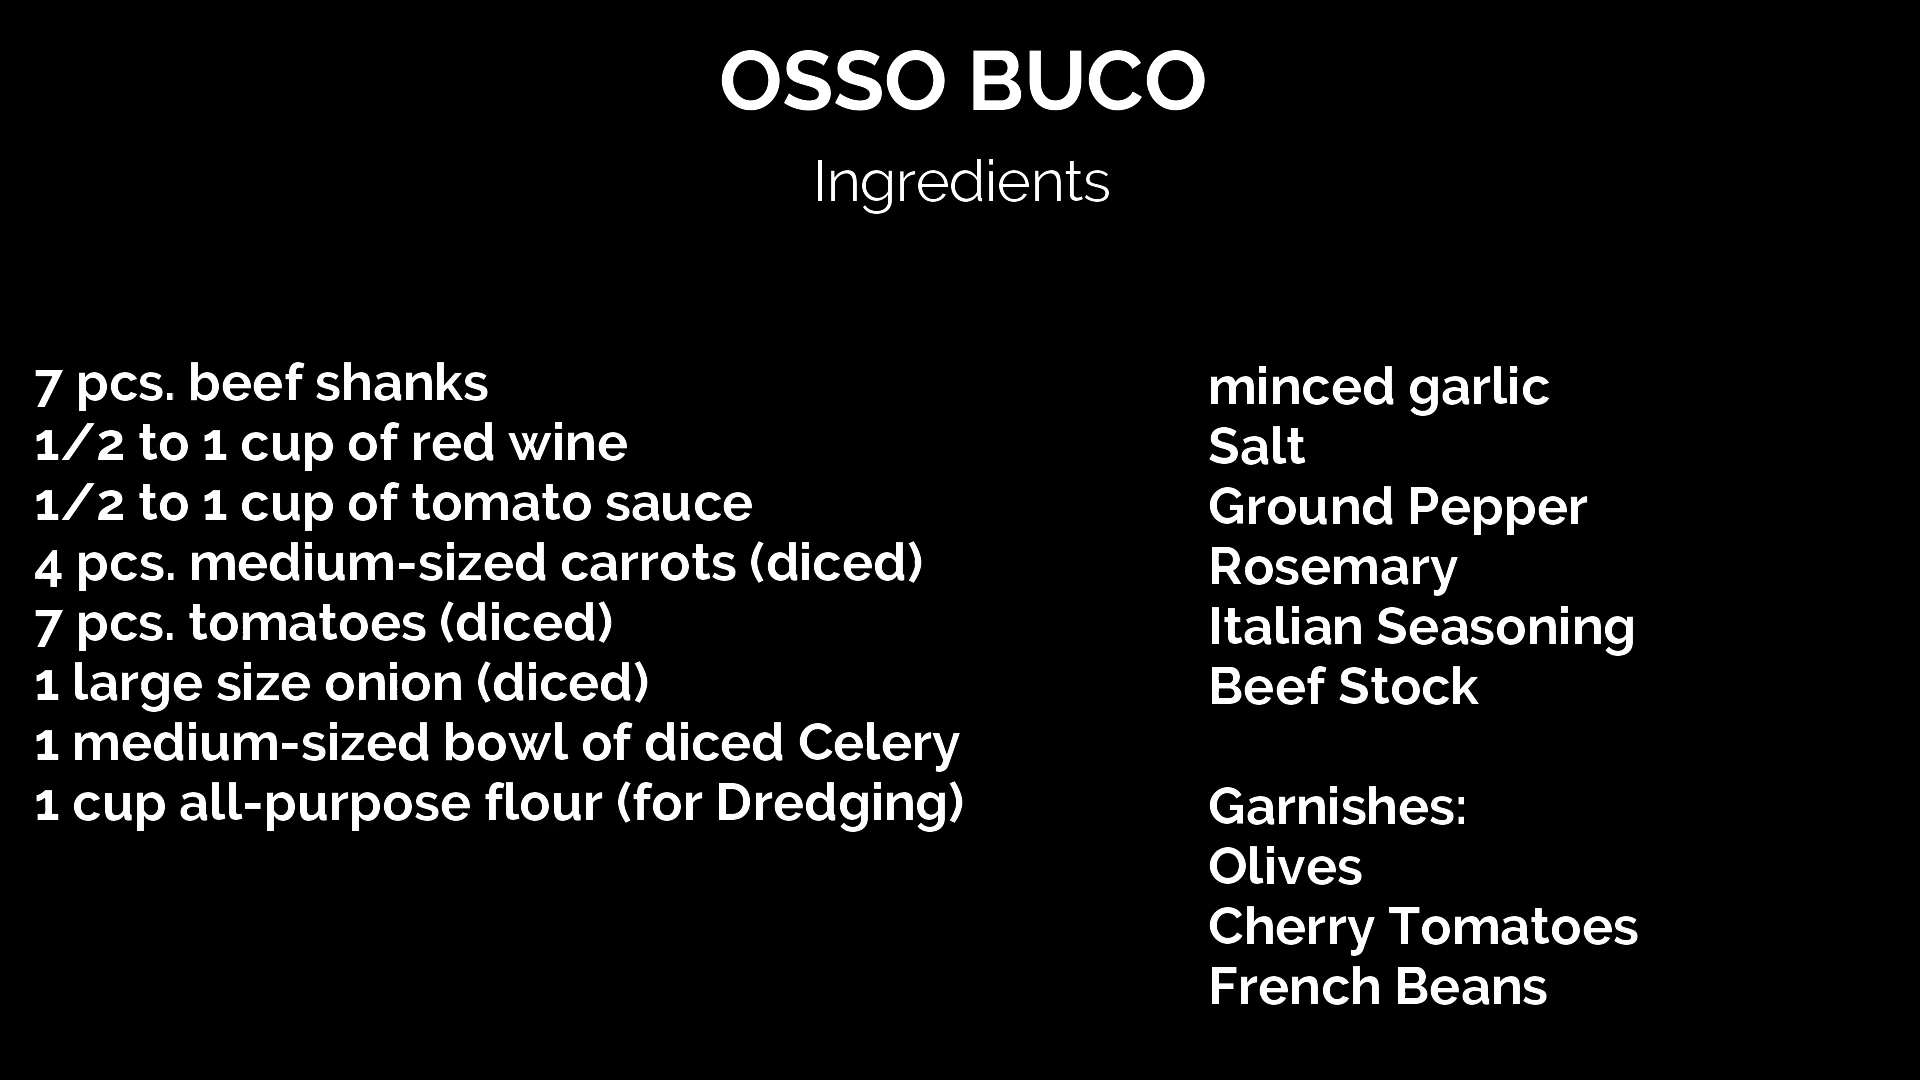 OSSO BUCO
Ingredients
7 pcs. beef shanks
1/2 to 1 cup of red wine
1/2 to 1 cup of tomato sauce
4 pcs. medium-sized carrots (diced)
7 pcs. tomatoes (diced)
1 large size onion (diced)
1 medium-sized bowl of diced Celery
1 cup all-purpose flour (for Dredging)
minced garlic
Salt
Ground Pepper
Rosemary
Italian Seasoning
Beef Stock
Garnishes:
Olives
Cherry Tomatoes
French Beans